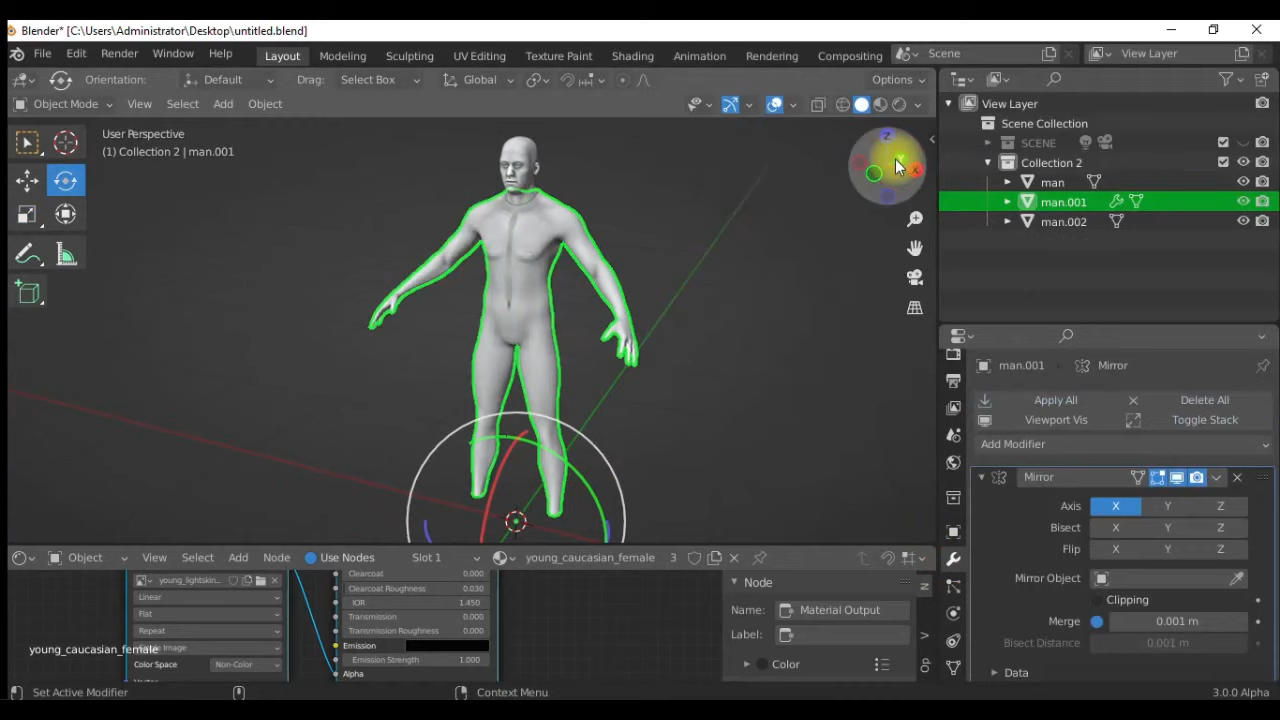 Blender* [C:\Users\Administrator\Desktop\untitled.blend]
File Edit Render Window Help Layout Modeling Sculpting UV Editing Texture Paint Shading Animation Rendering Compositing Scene View Layer
Orientation: Default Drag: Select Box Global Options
Object Mode View Select Add Object
User Perspective
(1) Collection 2 | man.001
Z
Y
X
View Layer
Scene Collection
SCENE
Collection 2
man
man.001
man.002
man.001 Mirror
Apply All Delete All
Viewport Vis Toggle Stack
Add Modifier
Mirror
Axis X Y Z
Bisect X Y Z
Flip X Y Z
Mirror Object
Clipping
Merge 0.001 m
Bisect Distance 0.001 m
Data
Object View Select Add Node Use Nodes Slot 1 young_caucasian_female 3
young_lightskin...
Linear
Flat
Repeat
Color Space Non-Color
Clearcoat 0.000
Clearcoat Roughness 0.030
IOR 1.450
Transmission 0.000
Transmission Roughness 0.000
Emission
Emission Strength 1.000
Alpha
young_caucasian_female
Node
Name: Material Output
Label:
Color
Set Active Modifier Context Menu 3.0.0 Alpha